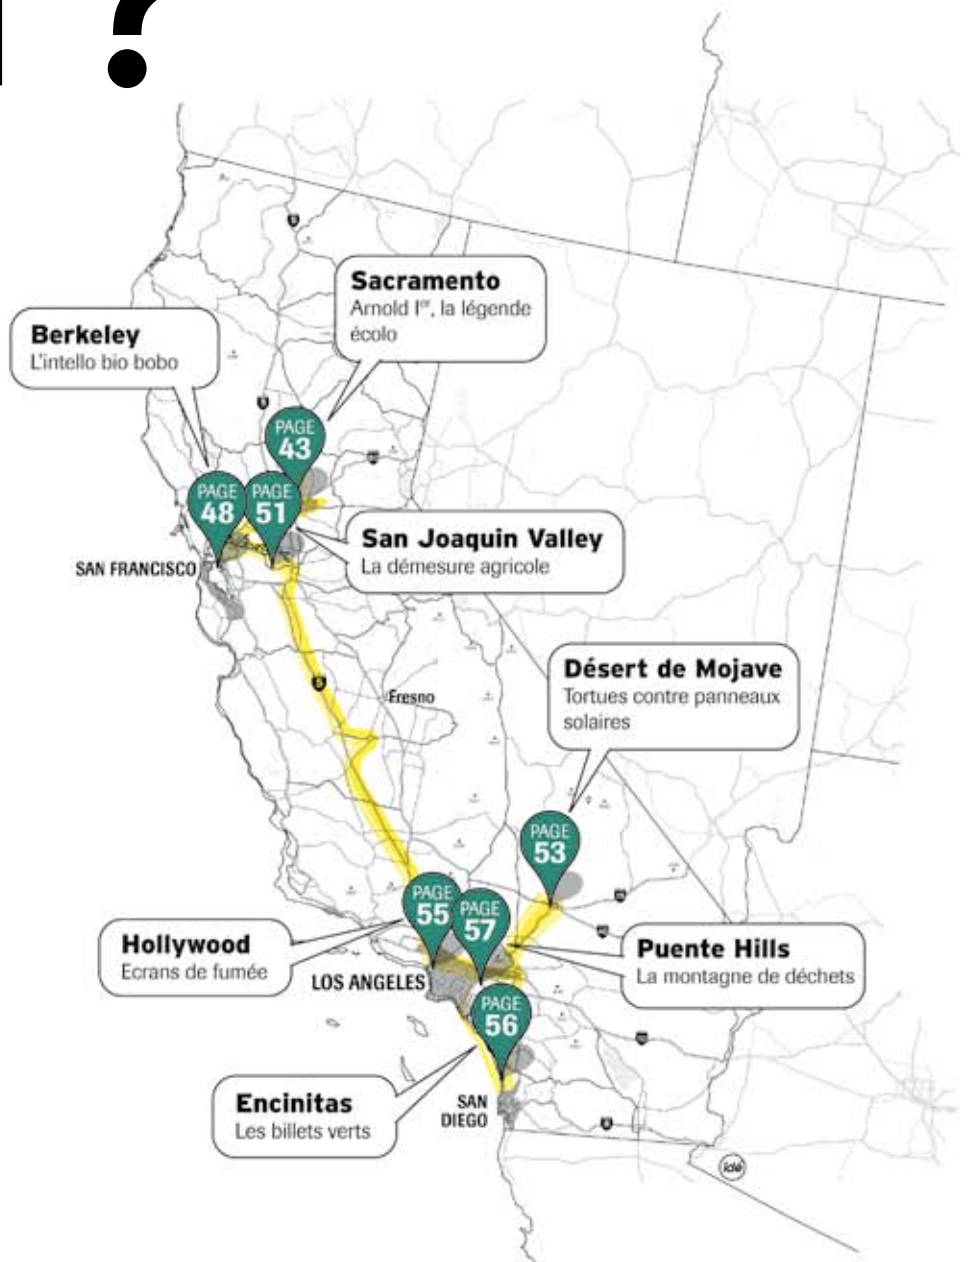 ?
Sacramento
Arnold Iᵉʳ, la légende
écolo
Berkeley
L'intello bio bobo
PAGE
43
PAGE
48
PAGE
51
San Joaquin Valley
La démesure agricole
SAN FRANCISCO
5
Fresno
Désert de Mojave
Tortues contre panneaux
solaires
PAGE
53
PAGE
55
PAGE
57
Hollywood
Ecrans de fumée
LOS ANGELES
Puente Hills
La montagne de déchets
PAGE
56
Encinitas
Les billets verts
SAN
DIEGO
idé